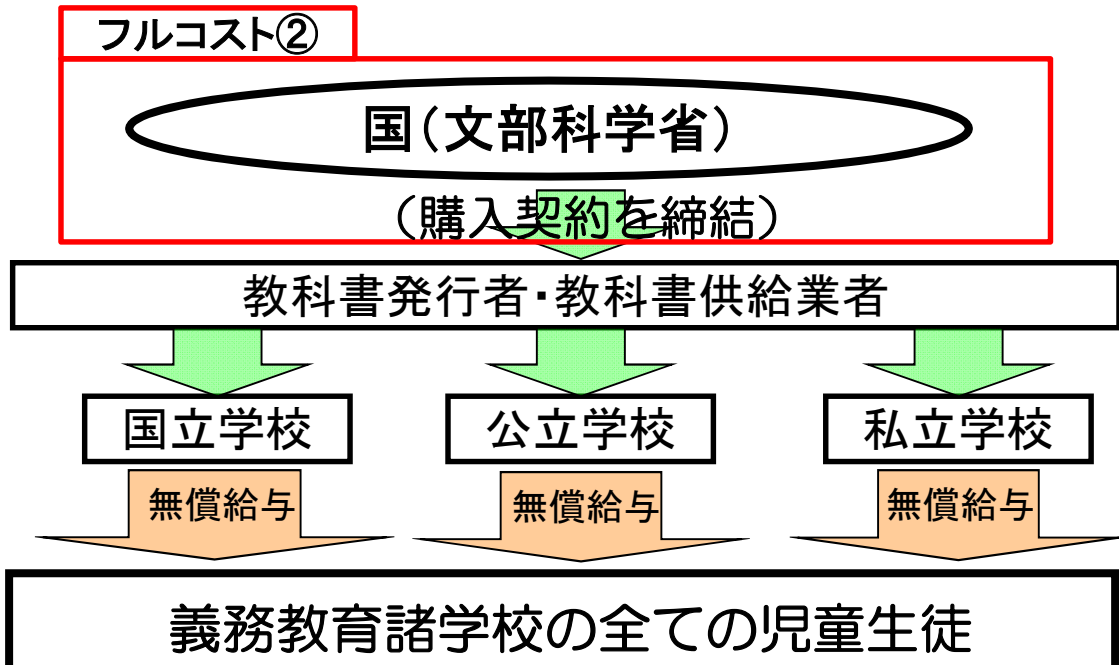 フルコスト②
国(文部科学省)
(購入契約を締結)
教科書発行者・教科書供給業者
国立学校
公立学校
私立学校
無償給与
無償給与
無償給与
義務教育諸学校の全ての児童生徒